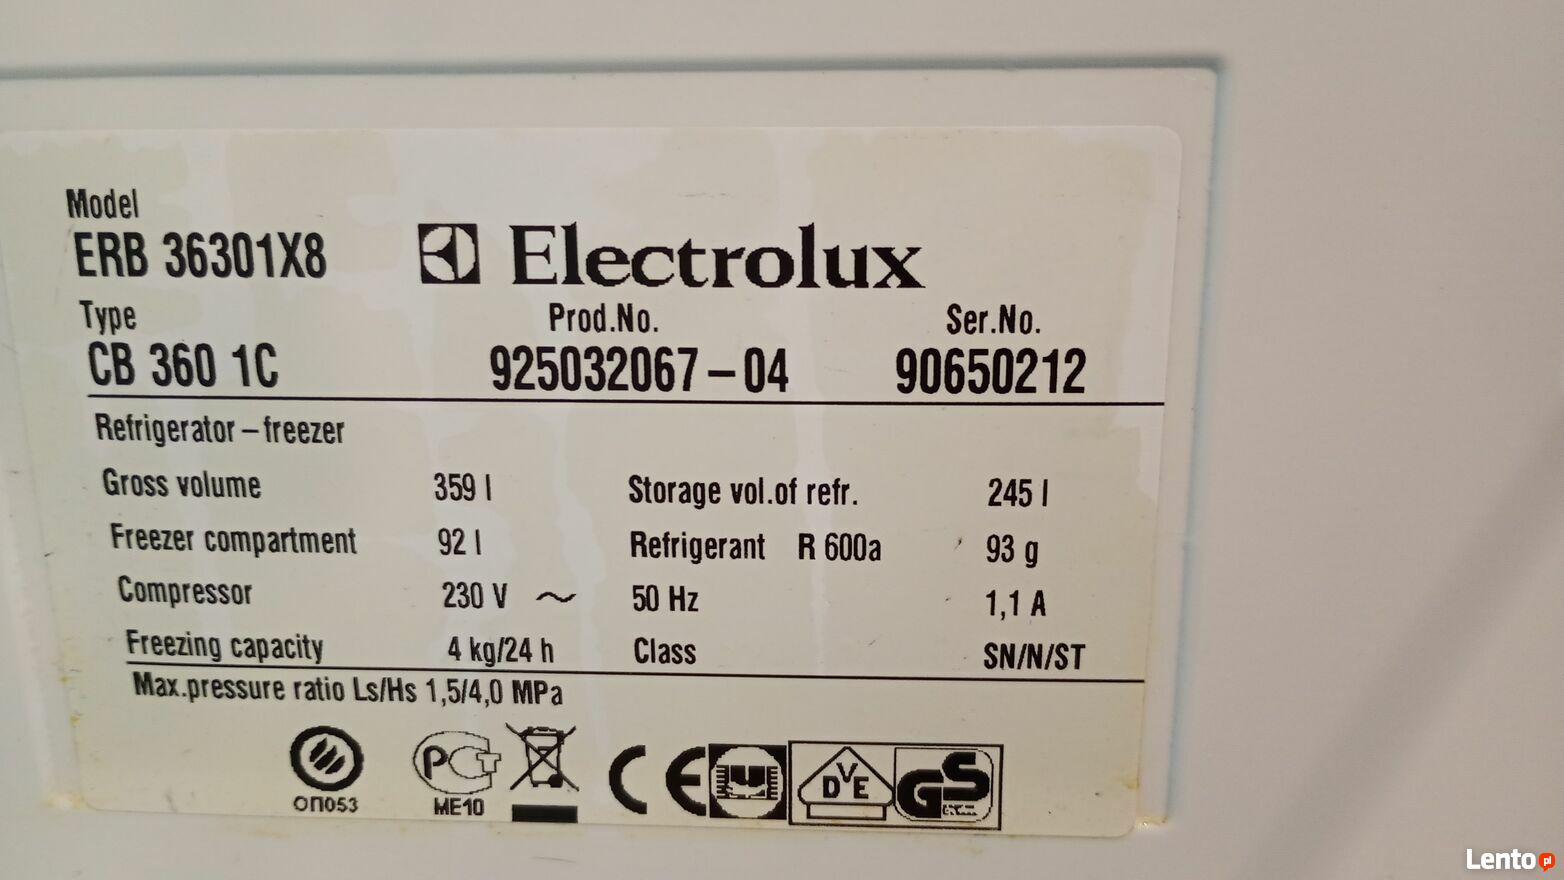 Model
ERB 36301X8
Electrolux
Type
Prod.No.
Ser.No.
CB 360 1C 925032067-04 90650212
Refrigerator-freezer
Gross volume 359 l Storage vol.of refr. 245 l
Freezer compartment 92 l Refrigerant R 600a 93 g
Compressor 230 V ~ 50 Hz 1,1 A
Freezing capacity 4 kg/24 h Class SN/N/ST
Max.pressure ratio Ls/Hs 1,5/4,0 MPa
ОП053
РСТ
ME10
CE
DVE
GS
Lento pl